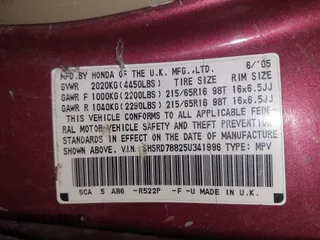 MFD.BY HONDA OF THE U.K. MFG.,LTD. 6/'05
GVWR 2020KG(4450LBS) TIRE SIZE RIM SIZE
GAWR F 1000KG(2200LBS) 215/65R16 98T 16x6.5JJ
GAWR R 1040KG(2290LBS) 215/65R16 98T 16x6.5JJ
THIS VEHICLE CONFORMS TO ALL APPLICABLE FEDE-
RAL MOTOR VEHICLE SAFETY AND THEFT PREVENTION
STANDARDS IN EFFECT ON THE DATE OF MANUFACTURE
SHOWN ABOVE. V.I.N. SHSRD78825U341996 TYPE: MPV
SCA 5 A86 -R522P -F -U MADE IN U.K.